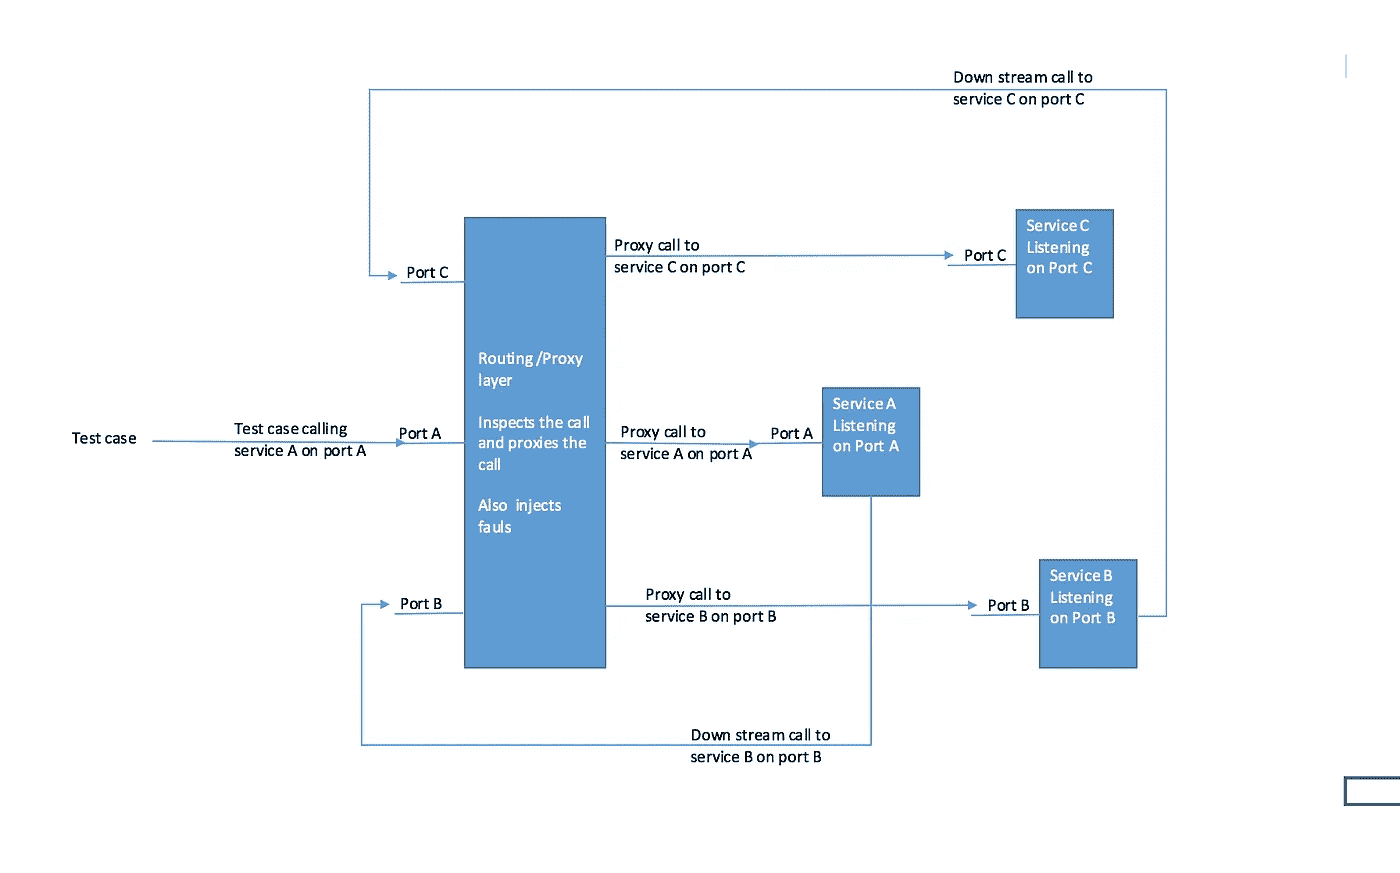 Down stream call to
service C on port C
Service C
Listening
on Port C
Proxy call to
service C on port C
Port C
Port C
Routing /Proxy
layer
Inspects the call
and proxies the
call
Also injects
fauls
Test case
Test case calling
service A on port A
Port A
Proxy call to
service A on port A
Port A
Service A
Listening
on Port A
Port B
Proxy call to
service B on port B
Port B
Service B
Listening
on Port B
Down stream call to
service B on port B